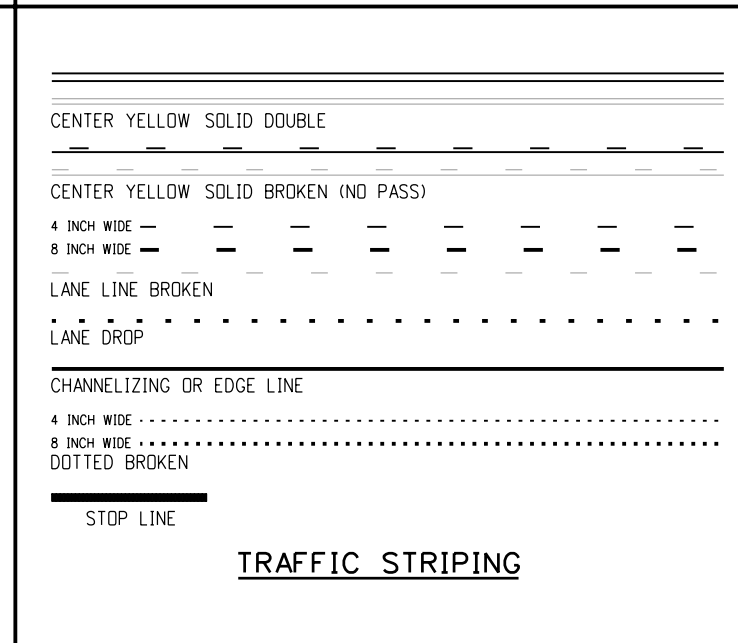 CENTER YELLOW SOLID DOUBLE
CENTER YELLOW SOLID BROKEN (NO PASS)
4 INCH WIDE
8 INCH WIDE
LANE LINE BROKEN
LANE DROP
CHANNELIZING OR EDGE LINE
4 INCH WIDE
8 INCH WIDE
DOTTED BROKEN
STOP LINE
TRAFFIC STRIPING